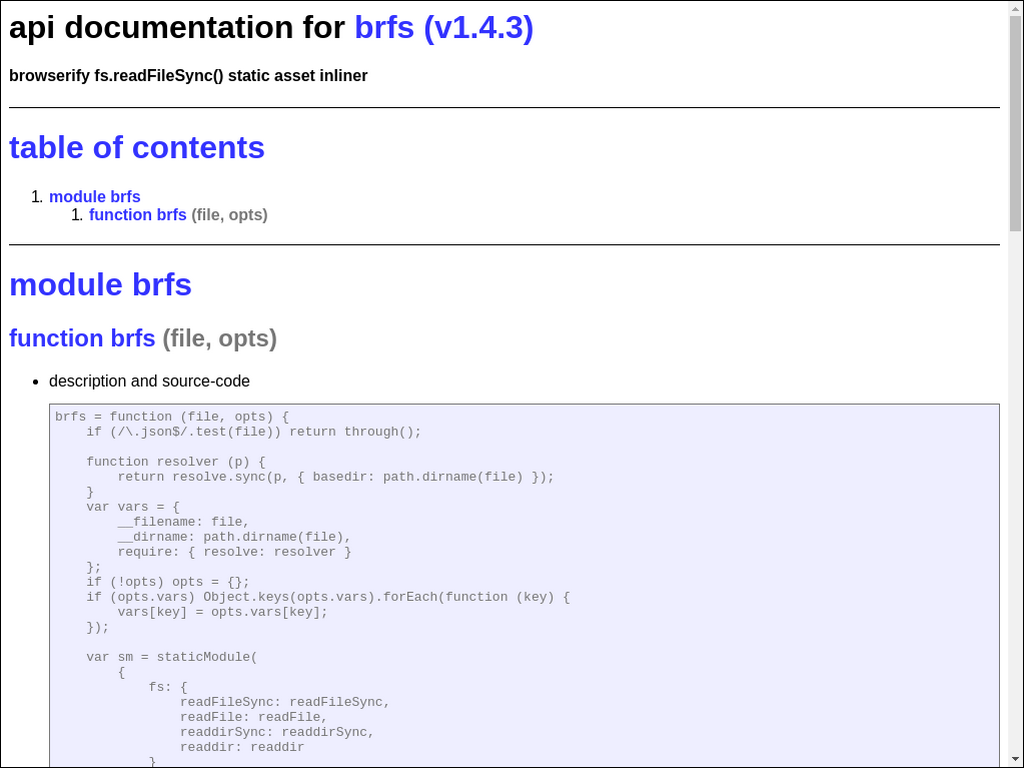 api documentation for brfs (v1.4.3)
browserify fs.readFileSync() static asset inliner
table of contents
1. module brfs
1. function brfs (file, opts)
module brfs
function brfs (file, opts)
• description and source-code
brfs = function (file, opts) {
    if (/\.json$/.test(file)) return through();

    function resolver (p) {
        return resolve.sync(p, { basedir: path.dirname(file) });
    }
    var vars = {
        __filename: file,
        __dirname: path.dirname(file),
        require: { resolve: resolver }
    };
    if (!opts) opts = {};
    if (opts.vars) Object.keys(opts.vars).forEach(function (key) {
        vars[key] = opts.vars[key];
    });

    var sm = staticModule(
        {
            fs: {
                readFileSync: readFileSync,
                readFile: readFile,
                readdirSync: readdirSync,
                readdir: readdir
            }